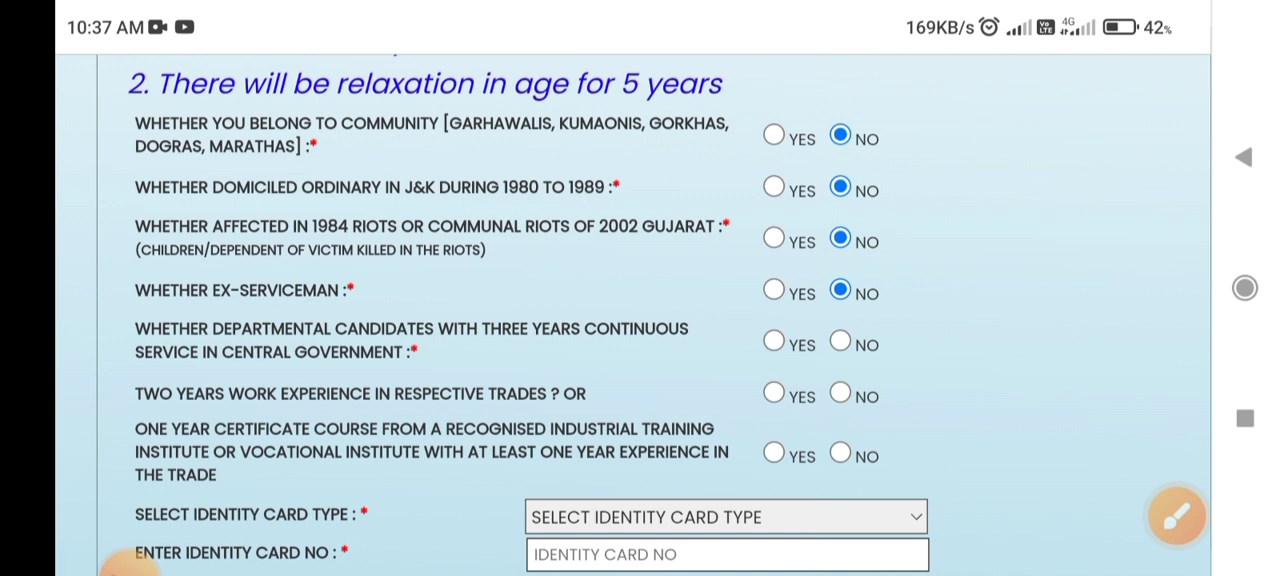 10:37 AM 169KB/s 4G 42%
2. There will be relaxation in age for 5 years
WHETHER YOU BELONG TO COMMUNITY [GARHAWALIS, KUMAONIS, GORKHAS,
DOGRAS, MARATHAS] :* YES NO
WHETHER DOMICILED ORDINARY IN J&K DURING 1980 TO 1989 :* YES NO
WHETHER AFFECTED IN 1984 RIOTS OR COMMUNAL RIOTS OF 2002 GUJARAT :*
(CHILDREN/DEPENDENT OF VICTIM KILLED IN THE RIOTS) YES NO
WHETHER EX-SERVICEMAN :* YES NO
WHETHER DEPARTMENTAL CANDIDATES WITH THREE YEARS CONTINUOUS
SERVICE IN CENTRAL GOVERNMENT :* YES NO
TWO YEARS WORK EXPERIENCE IN RESPECTIVE TRADES ? OR YES NO
ONE YEAR CERTIFICATE COURSE FROM A RECOGNISED INDUSTRIAL TRAINING
INSTITUTE OR VOCATIONAL INSTITUTE WITH AT LEAST ONE YEAR EXPERIENCE IN YES NO
THE TRADE
SELECT IDENTITY CARD TYPE : * SELECT IDENTITY CARD TYPE
ENTER IDENTITY CARD NO : * IDENTITY CARD NO